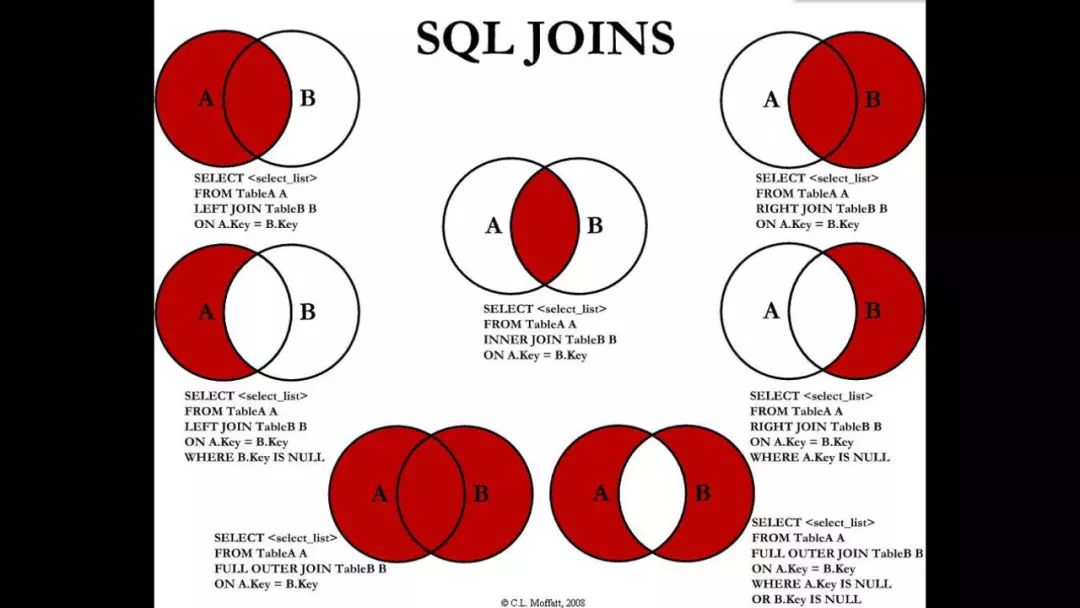 SQL JOINS
A B
SELECT <select_list>
FROM TableA A
LEFT JOIN TableB B
ON A.Key = B.Key
A B
SELECT <select_list>
FROM TableA A
RIGHT JOIN TableB B
ON A.Key = B.Key
A B
SELECT <select_list>
FROM TableA A
INNER JOIN TableB B
ON A.Key = B.Key
A B
SELECT <select_list>
FROM TableA A
LEFT JOIN TableB B
ON A.Key = B.Key
WHERE B.Key IS NULL
A B
SELECT <select_list>
FROM TableA A
RIGHT JOIN TableB B
ON A.Key = B.Key
WHERE A.Key IS NULL
A B
SELECT <select_list>
FROM TableA A
FULL OUTER JOIN TableB B
ON A.Key = B.Key
A B
SELECT <select_list>
FROM TableA A
FULL OUTER JOIN TableB B
ON A.Key = B.Key
WHERE A.Key IS NULL
OR B.Key IS NULL
© C.L. Moffatt, 2008